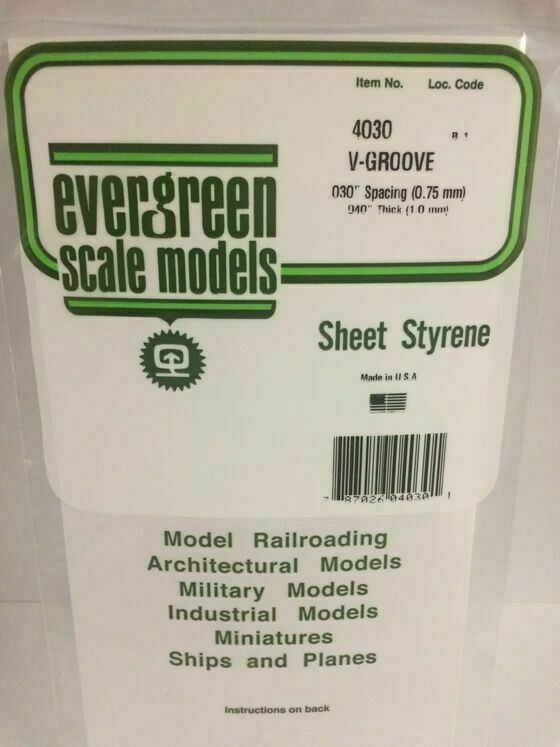 Item No. Loc. Code
4030 R 1
V-GROOVE
.030" Spacing (0.75 mm)
.040" Thick (1.0 mm)
evergreen
scale models
Sheet Styrene
Made in U.S.A.
7 87026 04030 1
Model Railroading
Architectural Models
Military Models
Industrial Models
Miniatures
Ships and Planes
Instructions on back